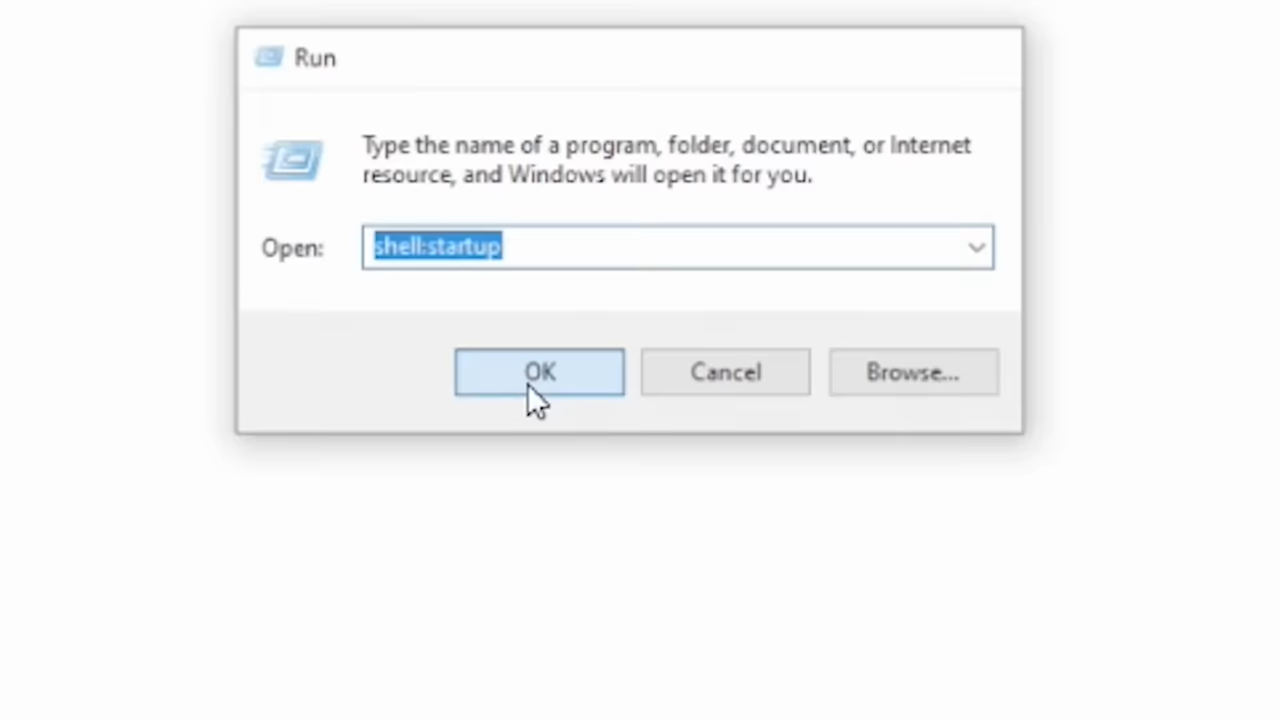 Run
Type the name of a program, folder, document, or Internet
resource, and Windows will open it for you.
Open:
shell:startup
OK
Cancel
Browse...